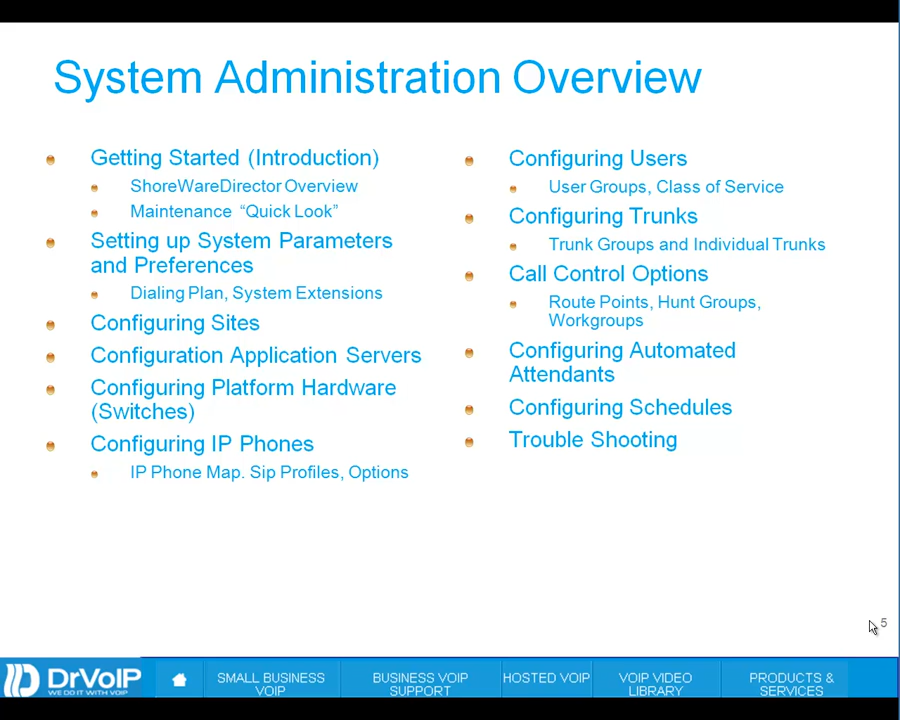 System Administration Overview
Getting Started (Introduction)
ShoreWareDirector Overview
Maintenance “Quick Look”
Setting up System Parameters
and Preferences
Dialing Plan, System Extensions
Configuring Sites
Configuration Application Servers
Configuring Platform Hardware
(Switches)
Configuring IP Phones
IP Phone Map. Sip Profiles, Options
Configuring Users
User Groups, Class of Service
Configuring Trunks
Trunk Groups and Individual Trunks
Call Control Options
Route Points, Hunt Groups,
Workgroups
Configuring Automated
Attendants
Configuring Schedules
Trouble Shooting
5
DrVoIP
WE DO IT WITH VOIP
SMALL BUSINESS
VOIP
BUSINESS VOIP
SUPPORT
HOSTED VOIP
VOIP VIDEO
LIBRARY
PRODUCTS &
SERVICES